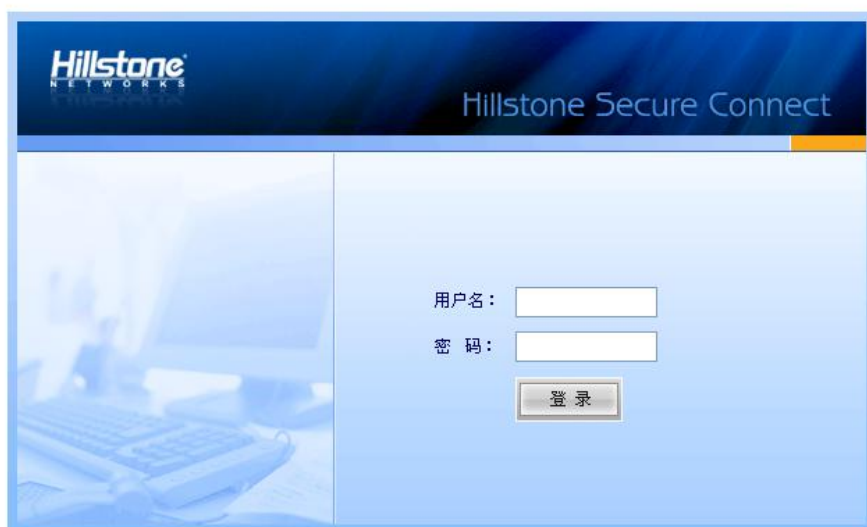 Hillstone
NETWORKS
Hillstone Secure Connect
用户名：
密 码：
登 录